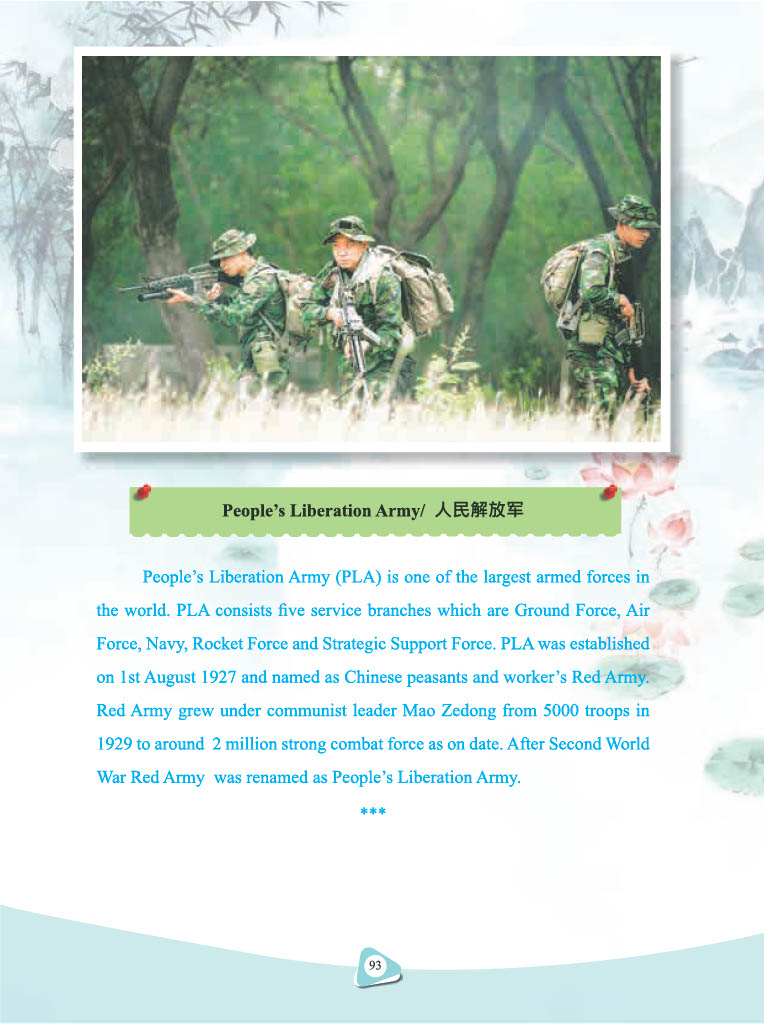 People’s Liberation Army/ 人民解放军
People’s Liberation Army (PLA) is one of the largest armed forces in
the world. PLA consists five service branches which are Ground Force, Air
Force, Navy, Rocket Force and Strategic Support Force. PLA was established
on 1st August 1927 and named as Chinese peasants and worker’s Red Army.
Red Army grew under communist leader Mao Zedong from 5000 troops in
1929 to around 2 million strong combat force as on date. After Second World
War Red Army was renamed as People’s Liberation Army.
***
93